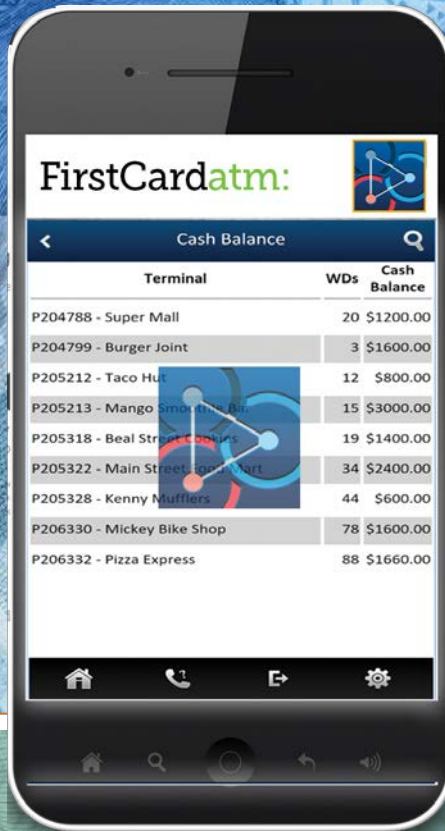 FirstCardatm:
Cash Balance
Terminal WDs Cash Balance
P204788 - Super Mall 20 $1200.00
P204799 - Burger Joint 3 $1600.00
P205212 - Taco Hut 12 $800.00
P205213 - Mango Smoothie Ba. 15 $3000.00
P205318 - Beal Street Cookies 19 $1400.00
P205322 - Main Street Food Mart 34 $2400.00
P205328 - Kenny Mufflers 44 $600.00
P206330 - Mickey Bike Shop 78 $1600.00
P206332 - Pizza Express 88 $1660.00